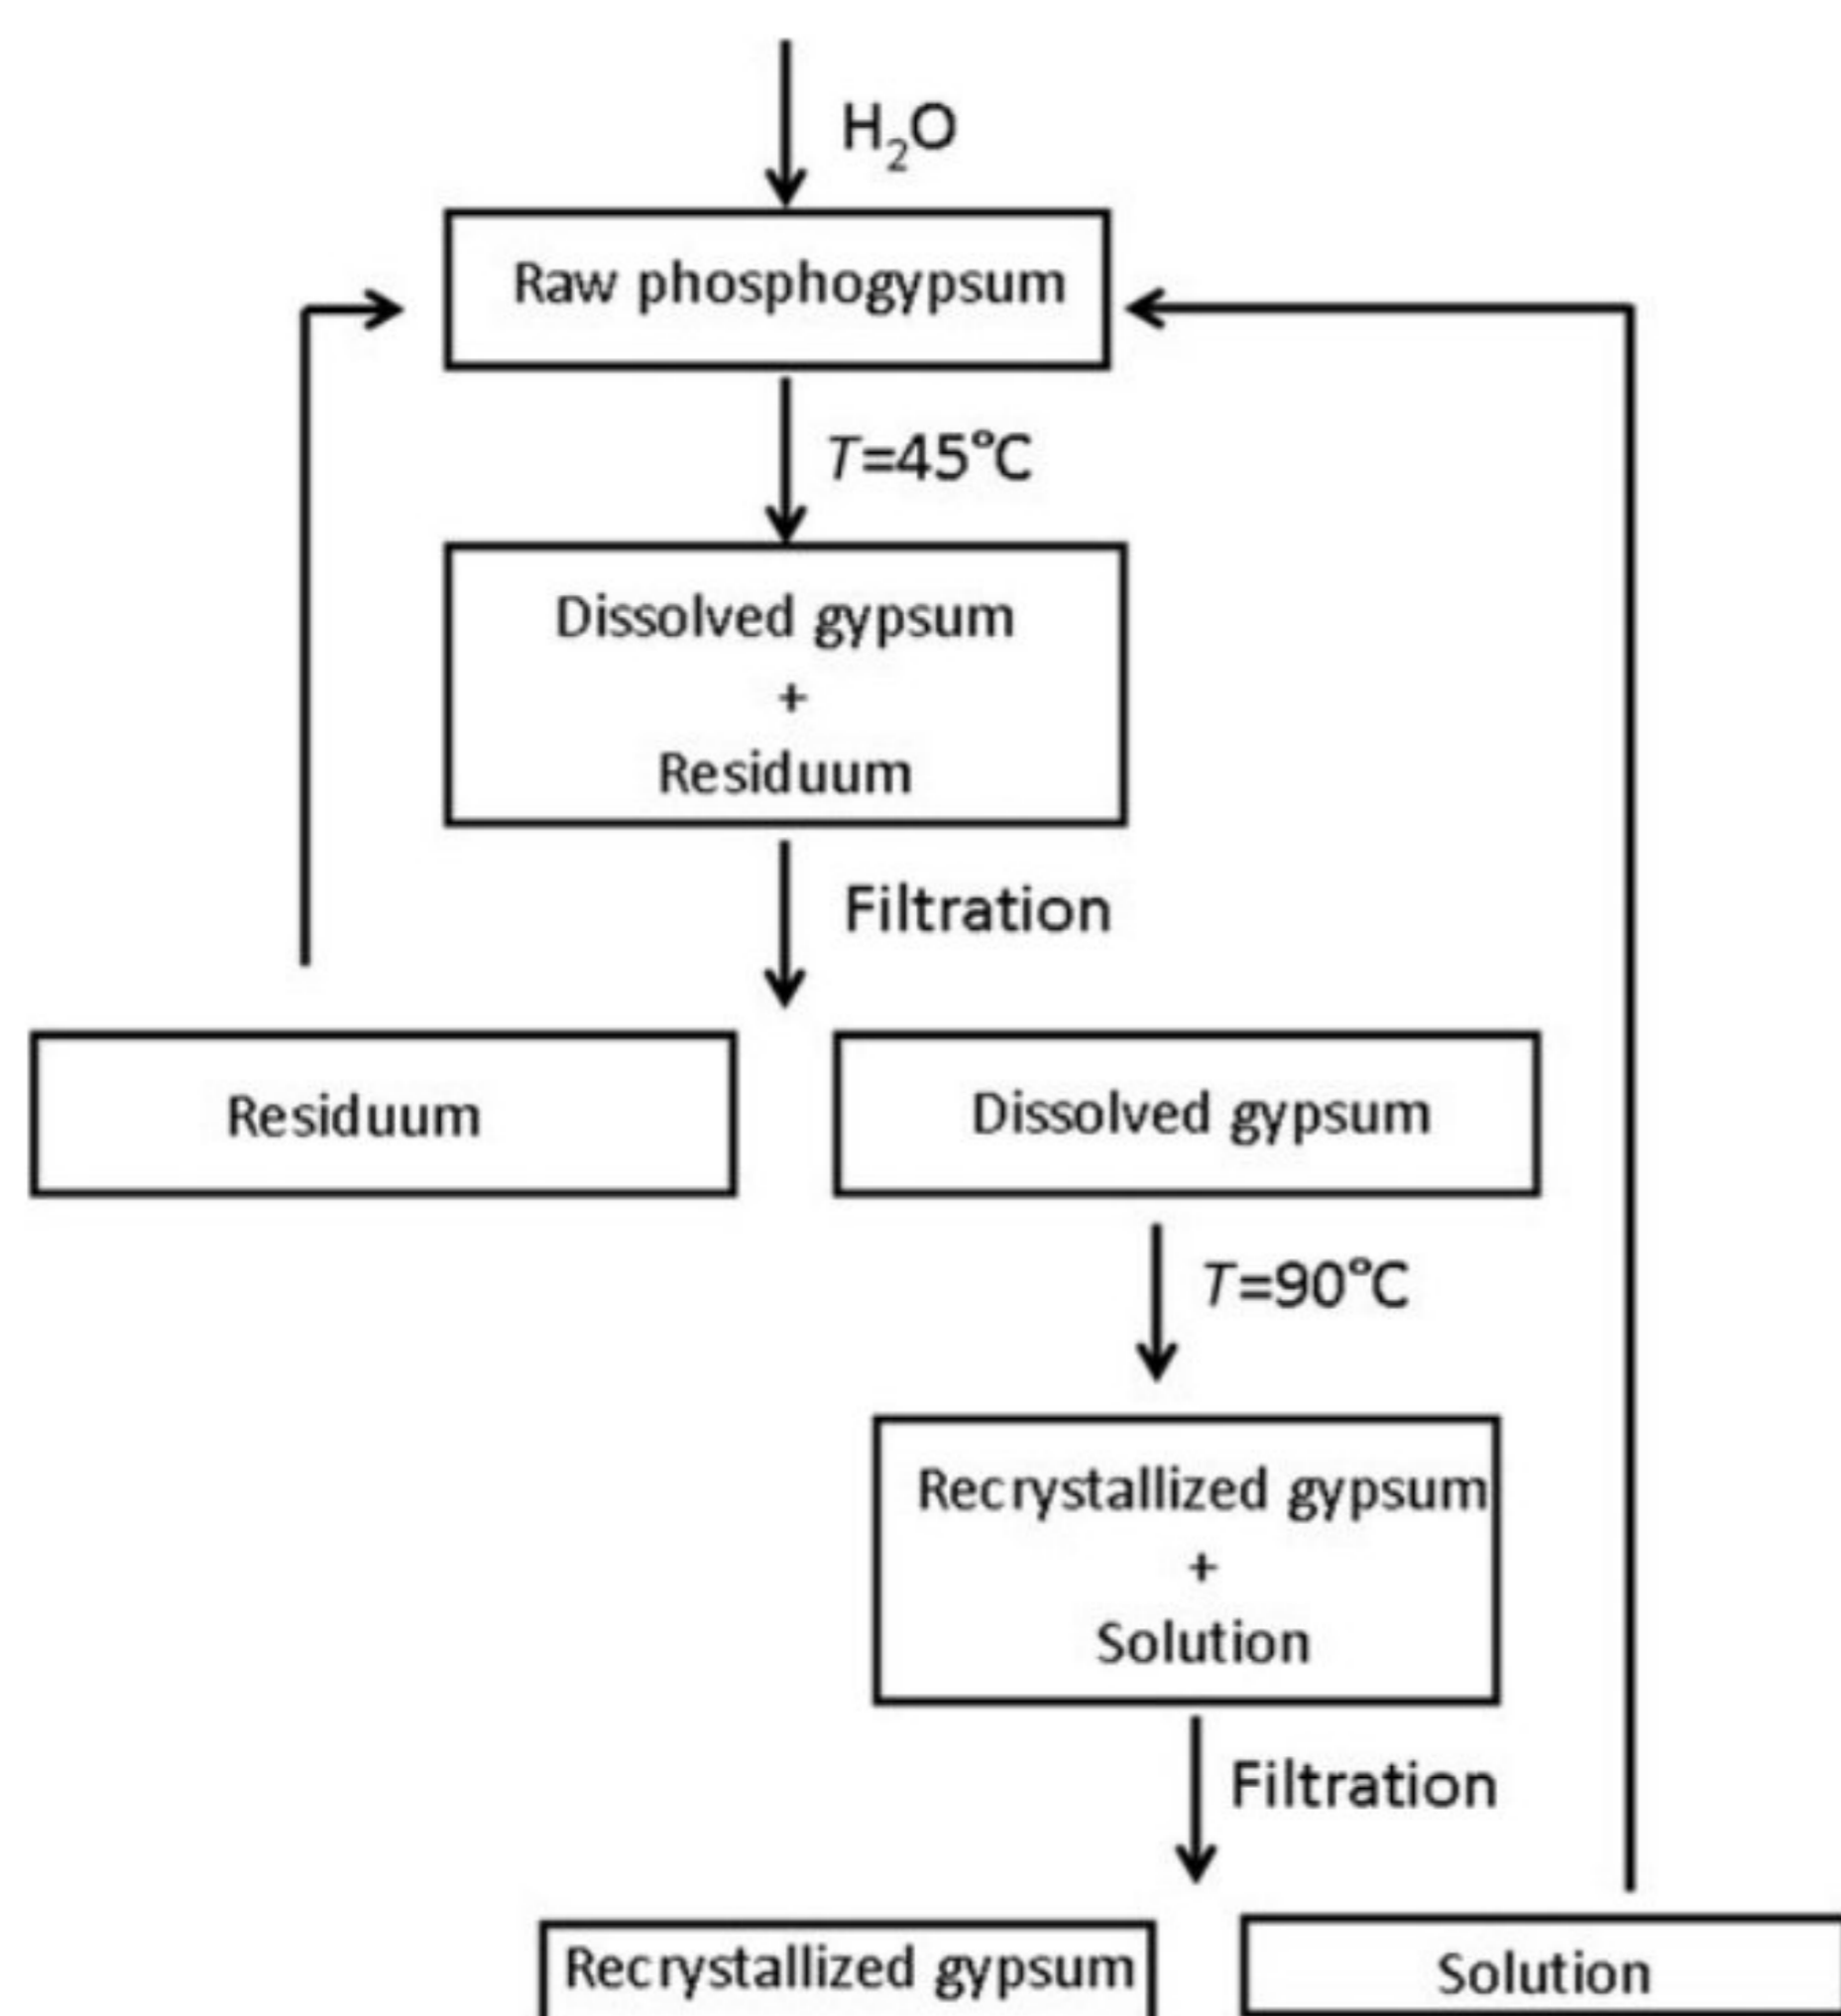 H₂O
Raw phosphogypsum
T=45°C
Dissolved gypsum
+
Residuum
Filtration
Residuum
Dissolved gypsum
T=90°C
Recrystallized gypsum
+
Solution
Filtration
Recrystallized gypsum
Solution